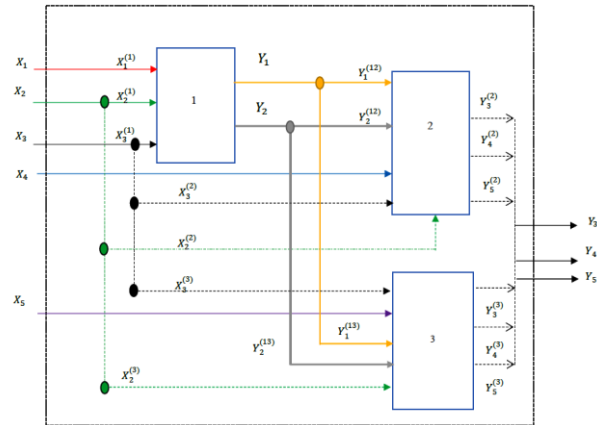 X₁ X₁⁽¹⁾ Y₁ Y₁⁽¹²⁾
X₂ X₂⁽¹⁾ 1 Y₃⁽²⁾
Y₂ Y₂⁽¹²⁾ 2
X₃ X₃⁽¹⁾ Y₄⁽²⁾
X₄ X₃⁽²⁾ Y₅⁽²⁾
Y₃
X₂⁽²⁾
Y₄
X₃⁽³⁾ Y₅
X₅ Y₃⁽³⁾
Y₂⁽¹³⁾ Y₁⁽¹³⁾ 3
Y₄⁽³⁾
X₂⁽³⁾ Y₅⁽³⁾